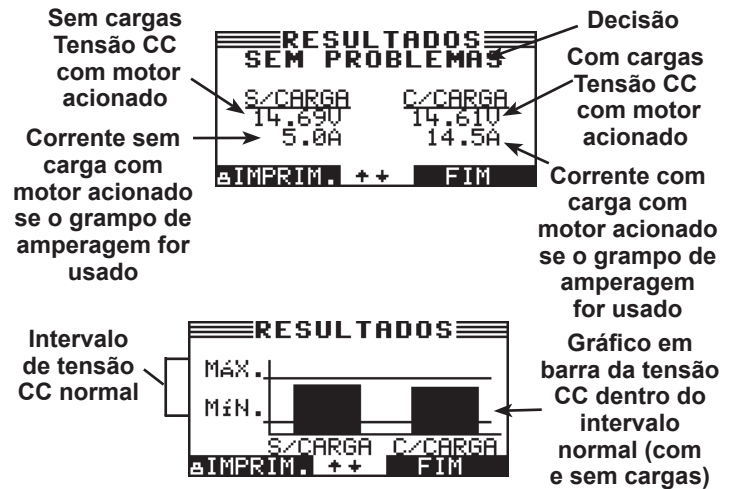 Sem cargas
Tensão CC
com motor
acionado
Corrente sem
carga com
motor acionado
se o grampo de
amperagem for
usado
RESULTADOS
SEM PROBLEMAS
S/CARGA C/CARGA
14.69V 14.61V
5.0A 14.5A
IMPRIM. FIM
Decisão
Com cargas
Tensão CC
com motor
acionado
Corrente com
carga com
motor acionado
se o grampo de
amperagem
for usado
Intervalo
de tensão
CC normal
RESULTADOS
MÁX.
MÍN.
S/CARGA C/CARGA
IMPRIM. FIM
Gráfico em
barra da tensão
CC dentro do
intervalo
normal (com
e sem cargas)